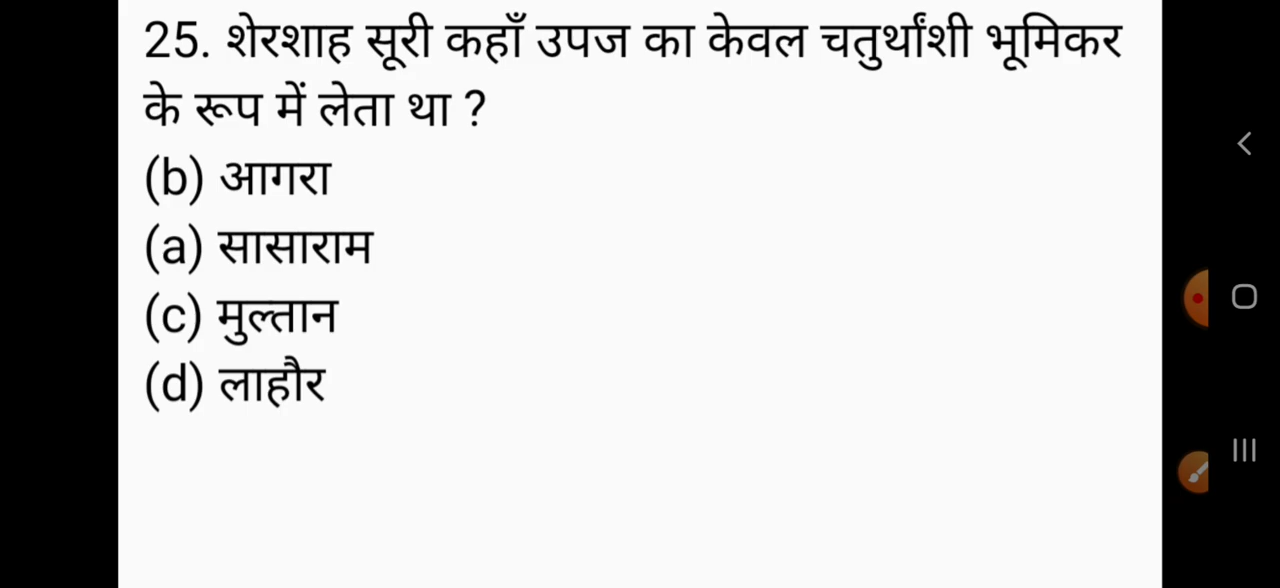 25. शेरशाह सूरी कहाँ उपज का केवल चतुर्थांशी भूमिकर
के रूप में लेता था ?
(b) आगरा
(a) सासाराम
(c) मुल्तान
(d) लाहौर